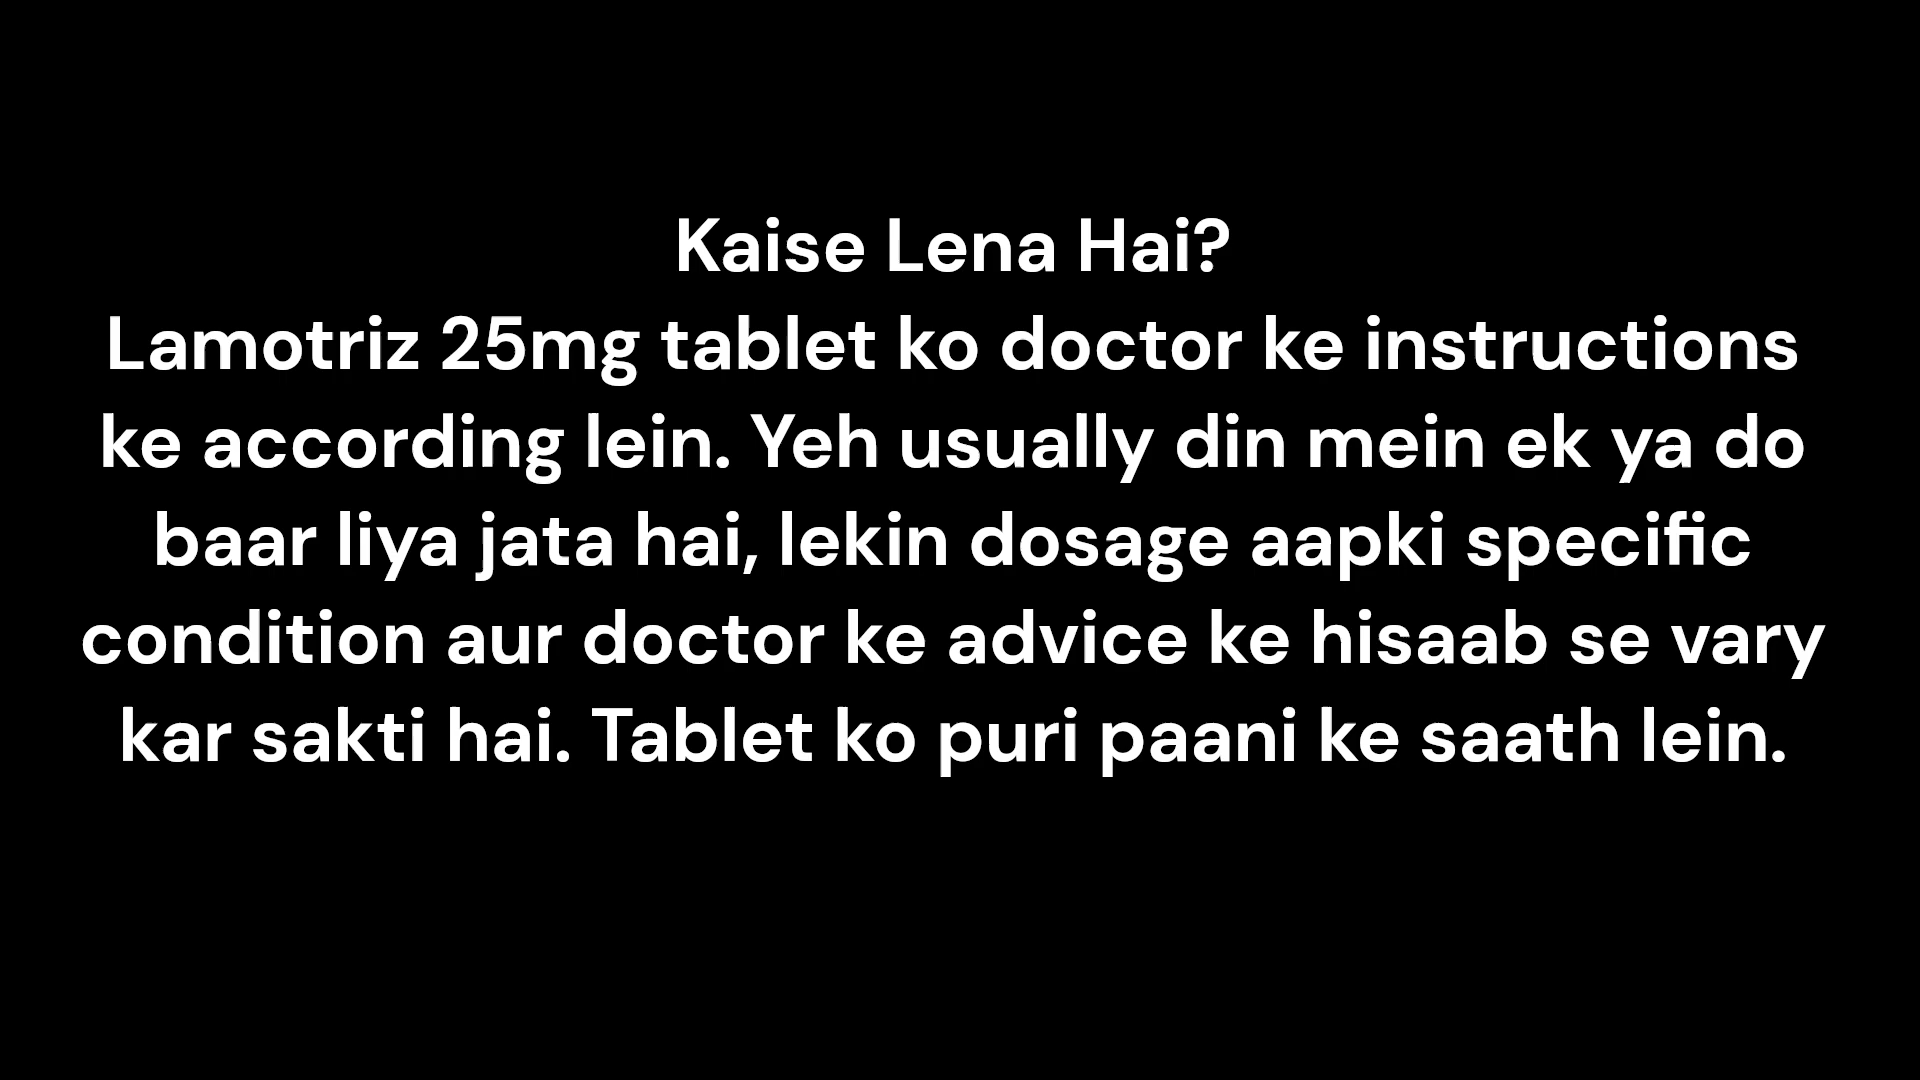 Kaise Lena Hai?
Lamotriz 25mg tablet ko doctor ke instructions
ke according lein. Yeh usually din mein ek ya do
baar liya jata hai, lekin dosage aapki specific
condition aur doctor ke advice ke hisaab se vary
kar sakti hai. Tablet ko puri paani ke saath lein.